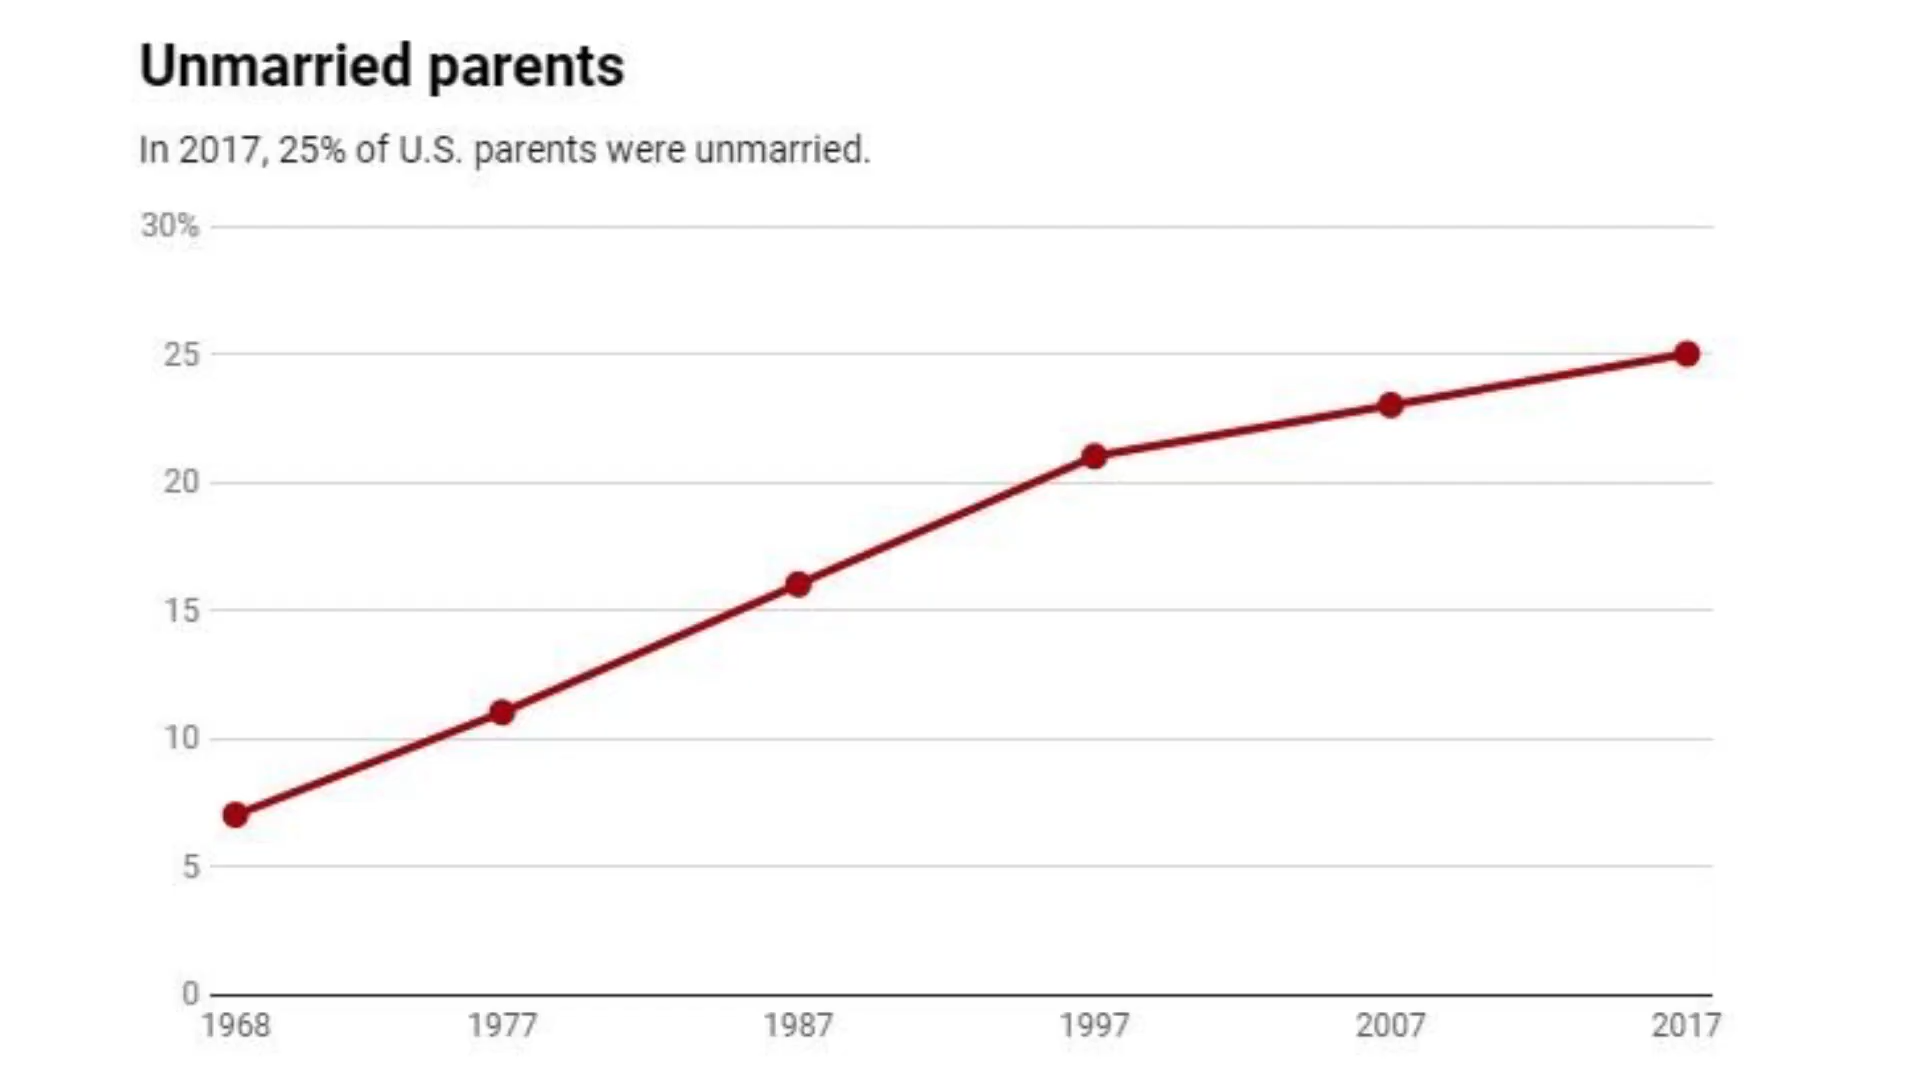 Unmarried parents
In 2017, 25% of U.S. parents were unmarried.
30%
25
20
15
10
5
0
1968 1977 1987 1997 2007 2017